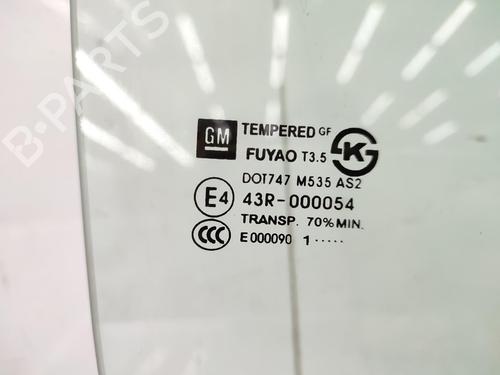 B-PARTS
GM TEMPERED GF
FUYAO T3.5
DOT747 M535 AS2
E4 43R-000054
TRANSP. 70% MIN.
CCC E000090 1·····